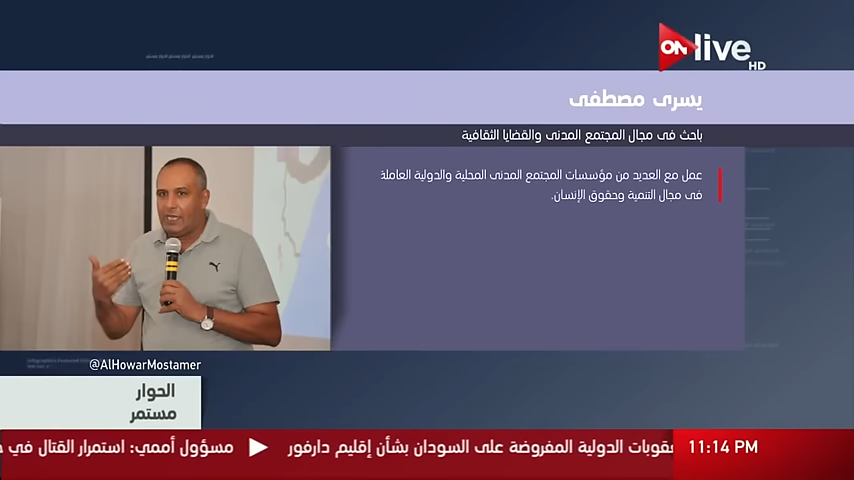 ON live
HD
يسرى مصطفى
باحث فى مجال المجتمع المدنى والقضايا الثقافية
عمل مع العديد من مؤسسات المجتمع المدنى المحلية والدولية العاملة
فى مجال التنمية وحقوق الإنسان.
@AlHowarMostamer
الحوار
مستمر
11:14 PM
عقوبات الدولية المفروضة على السودان بشأن إقليم دارفور
مسؤول أممي: استمرار القتال في